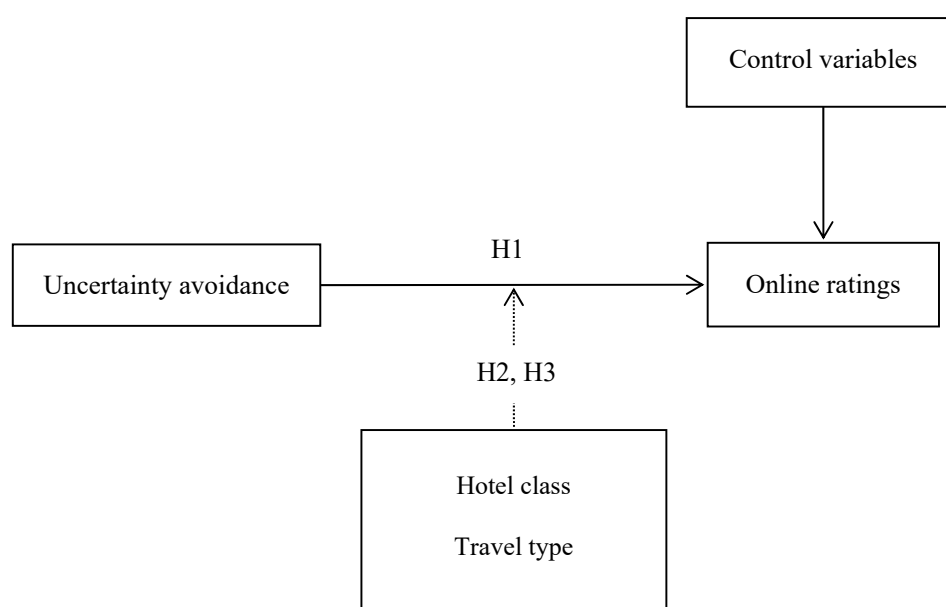 Control variables
H1
Uncertainty avoidance
Online ratings
H2, H3
Hotel class
Travel type